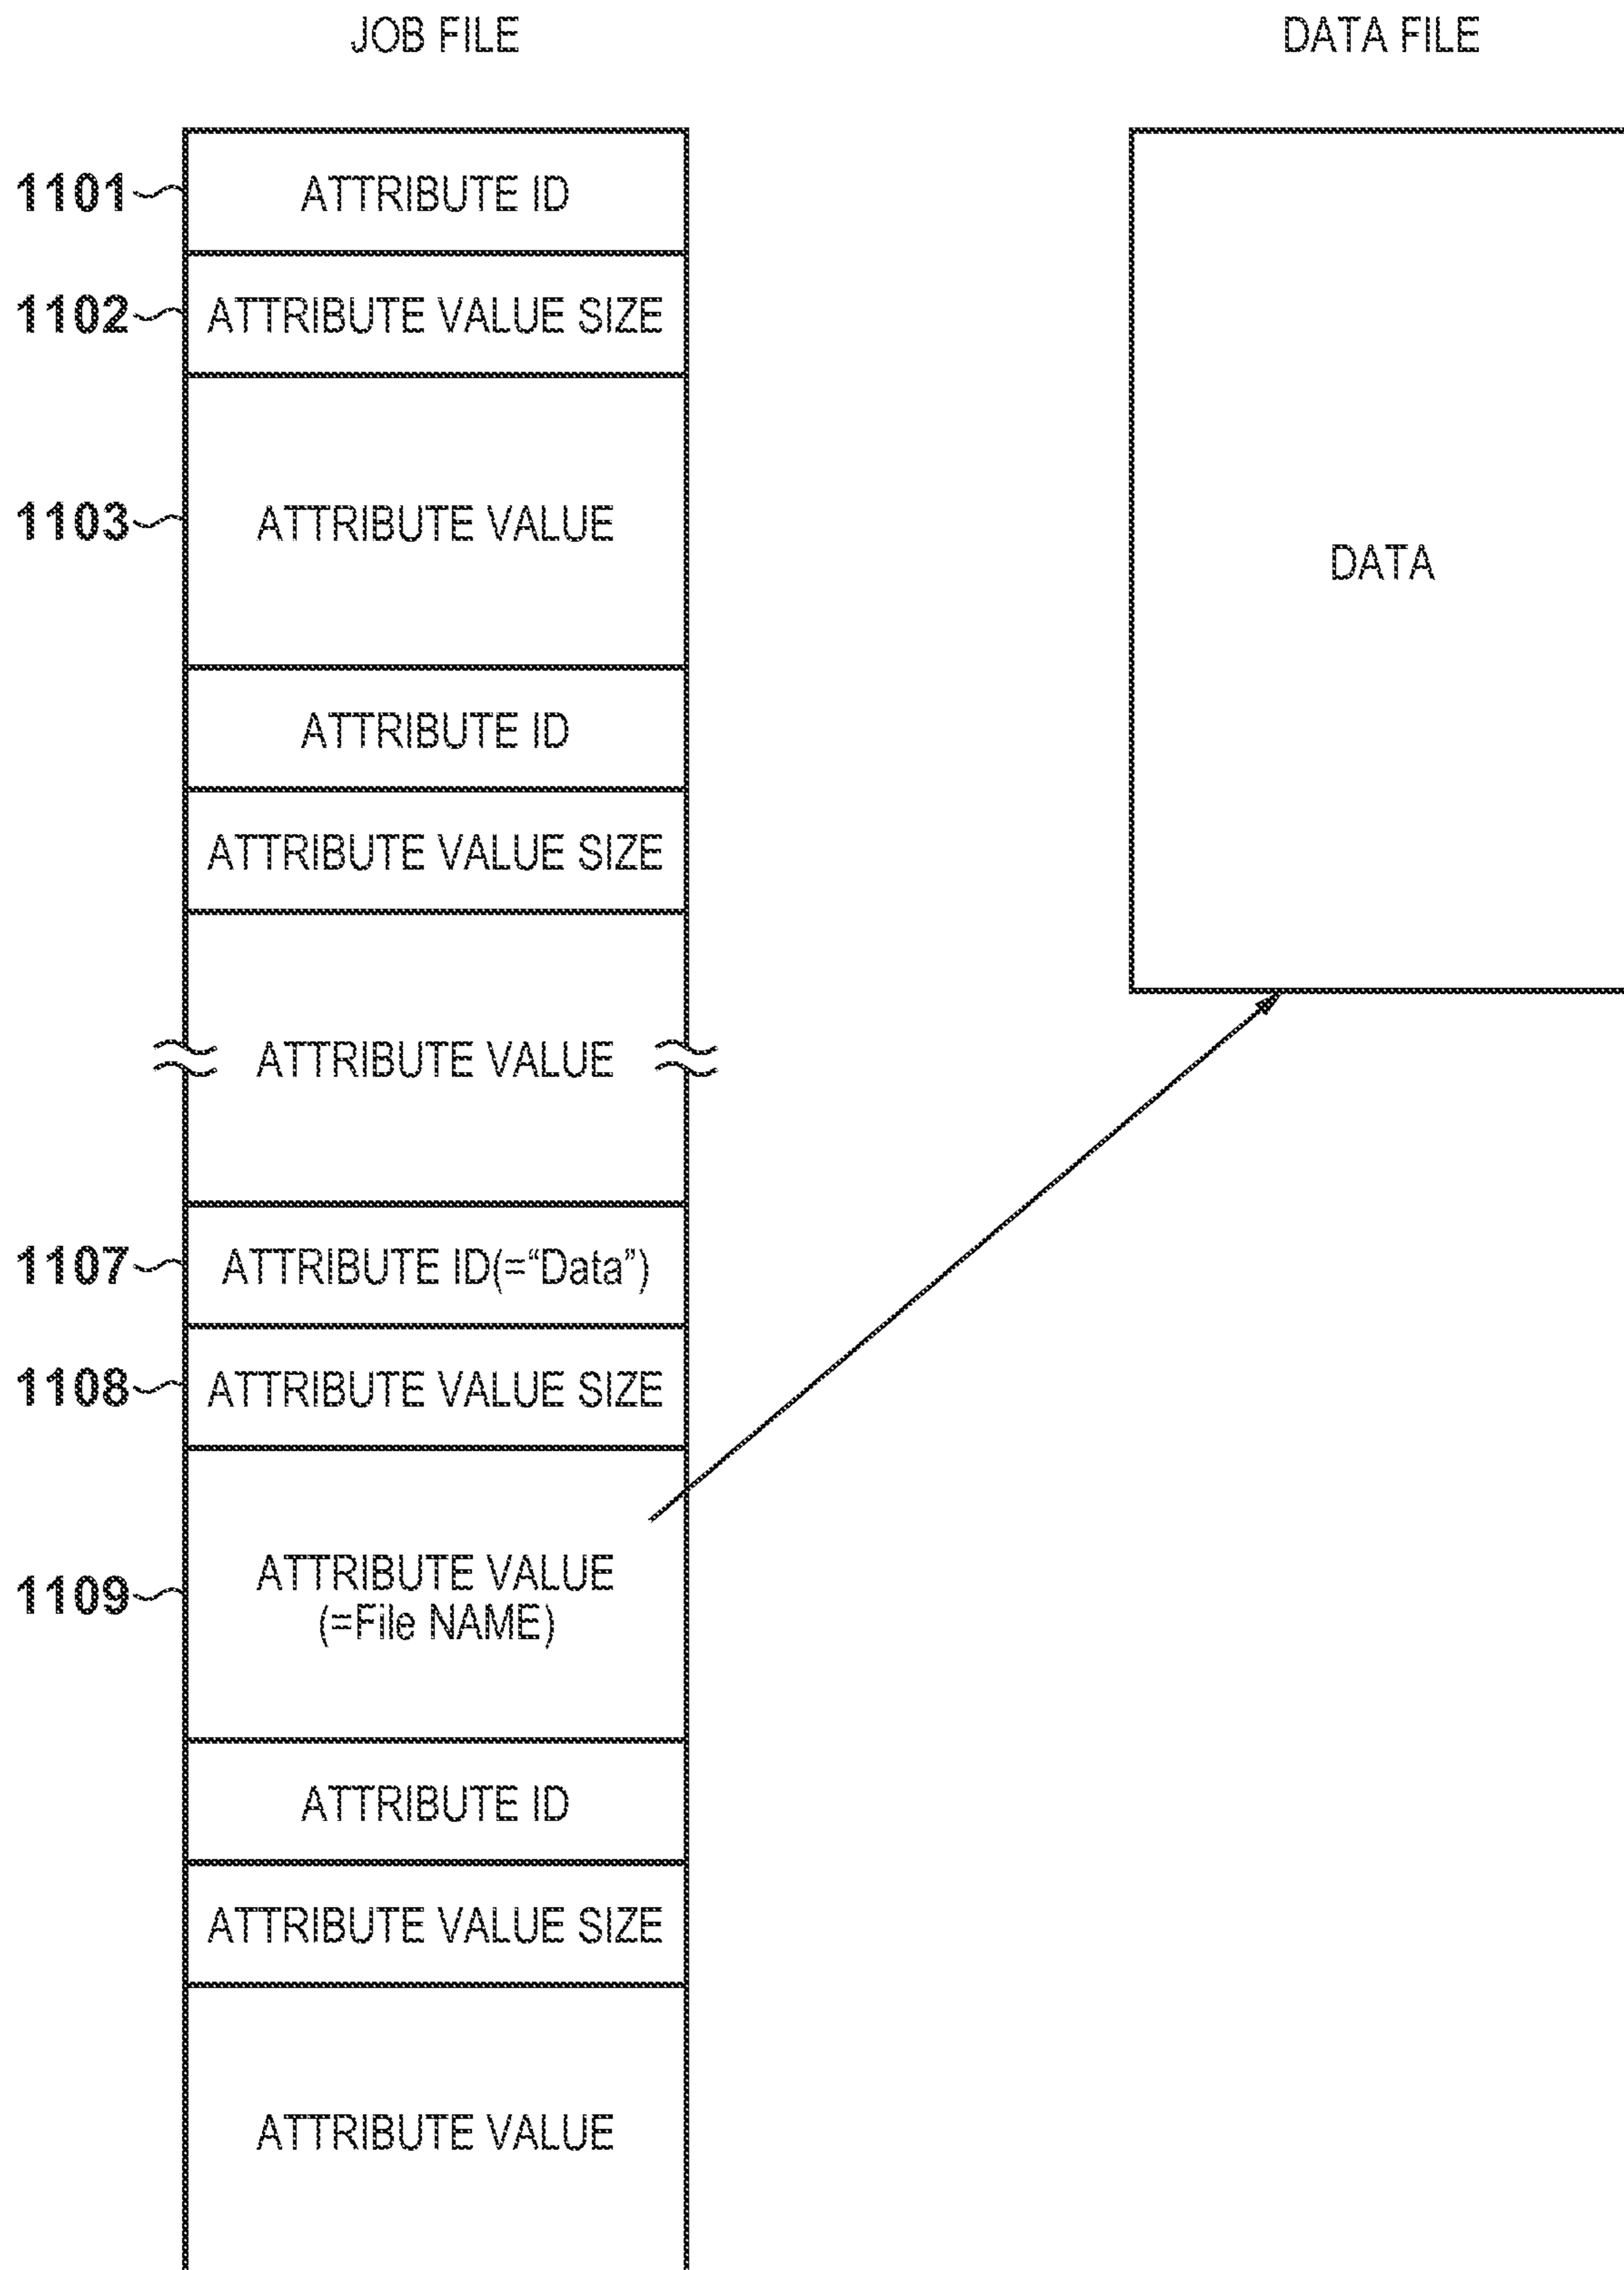 JOB FILE
DATA FILE
1101
ATTRIBUTE ID
1102
ATTRIBUTE VALUE SIZE
1103
ATTRIBUTE VALUE
DATA
ATTRIBUTE ID
ATTRIBUTE VALUE SIZE
ATTRIBUTE VALUE
1107
ATTRIBUTE ID(=“Data”)
1108
ATTRIBUTE VALUE SIZE
1109
ATTRIBUTE VALUE
(=File NAME)
ATTRIBUTE ID
ATTRIBUTE VALUE SIZE
ATTRIBUTE VALUE